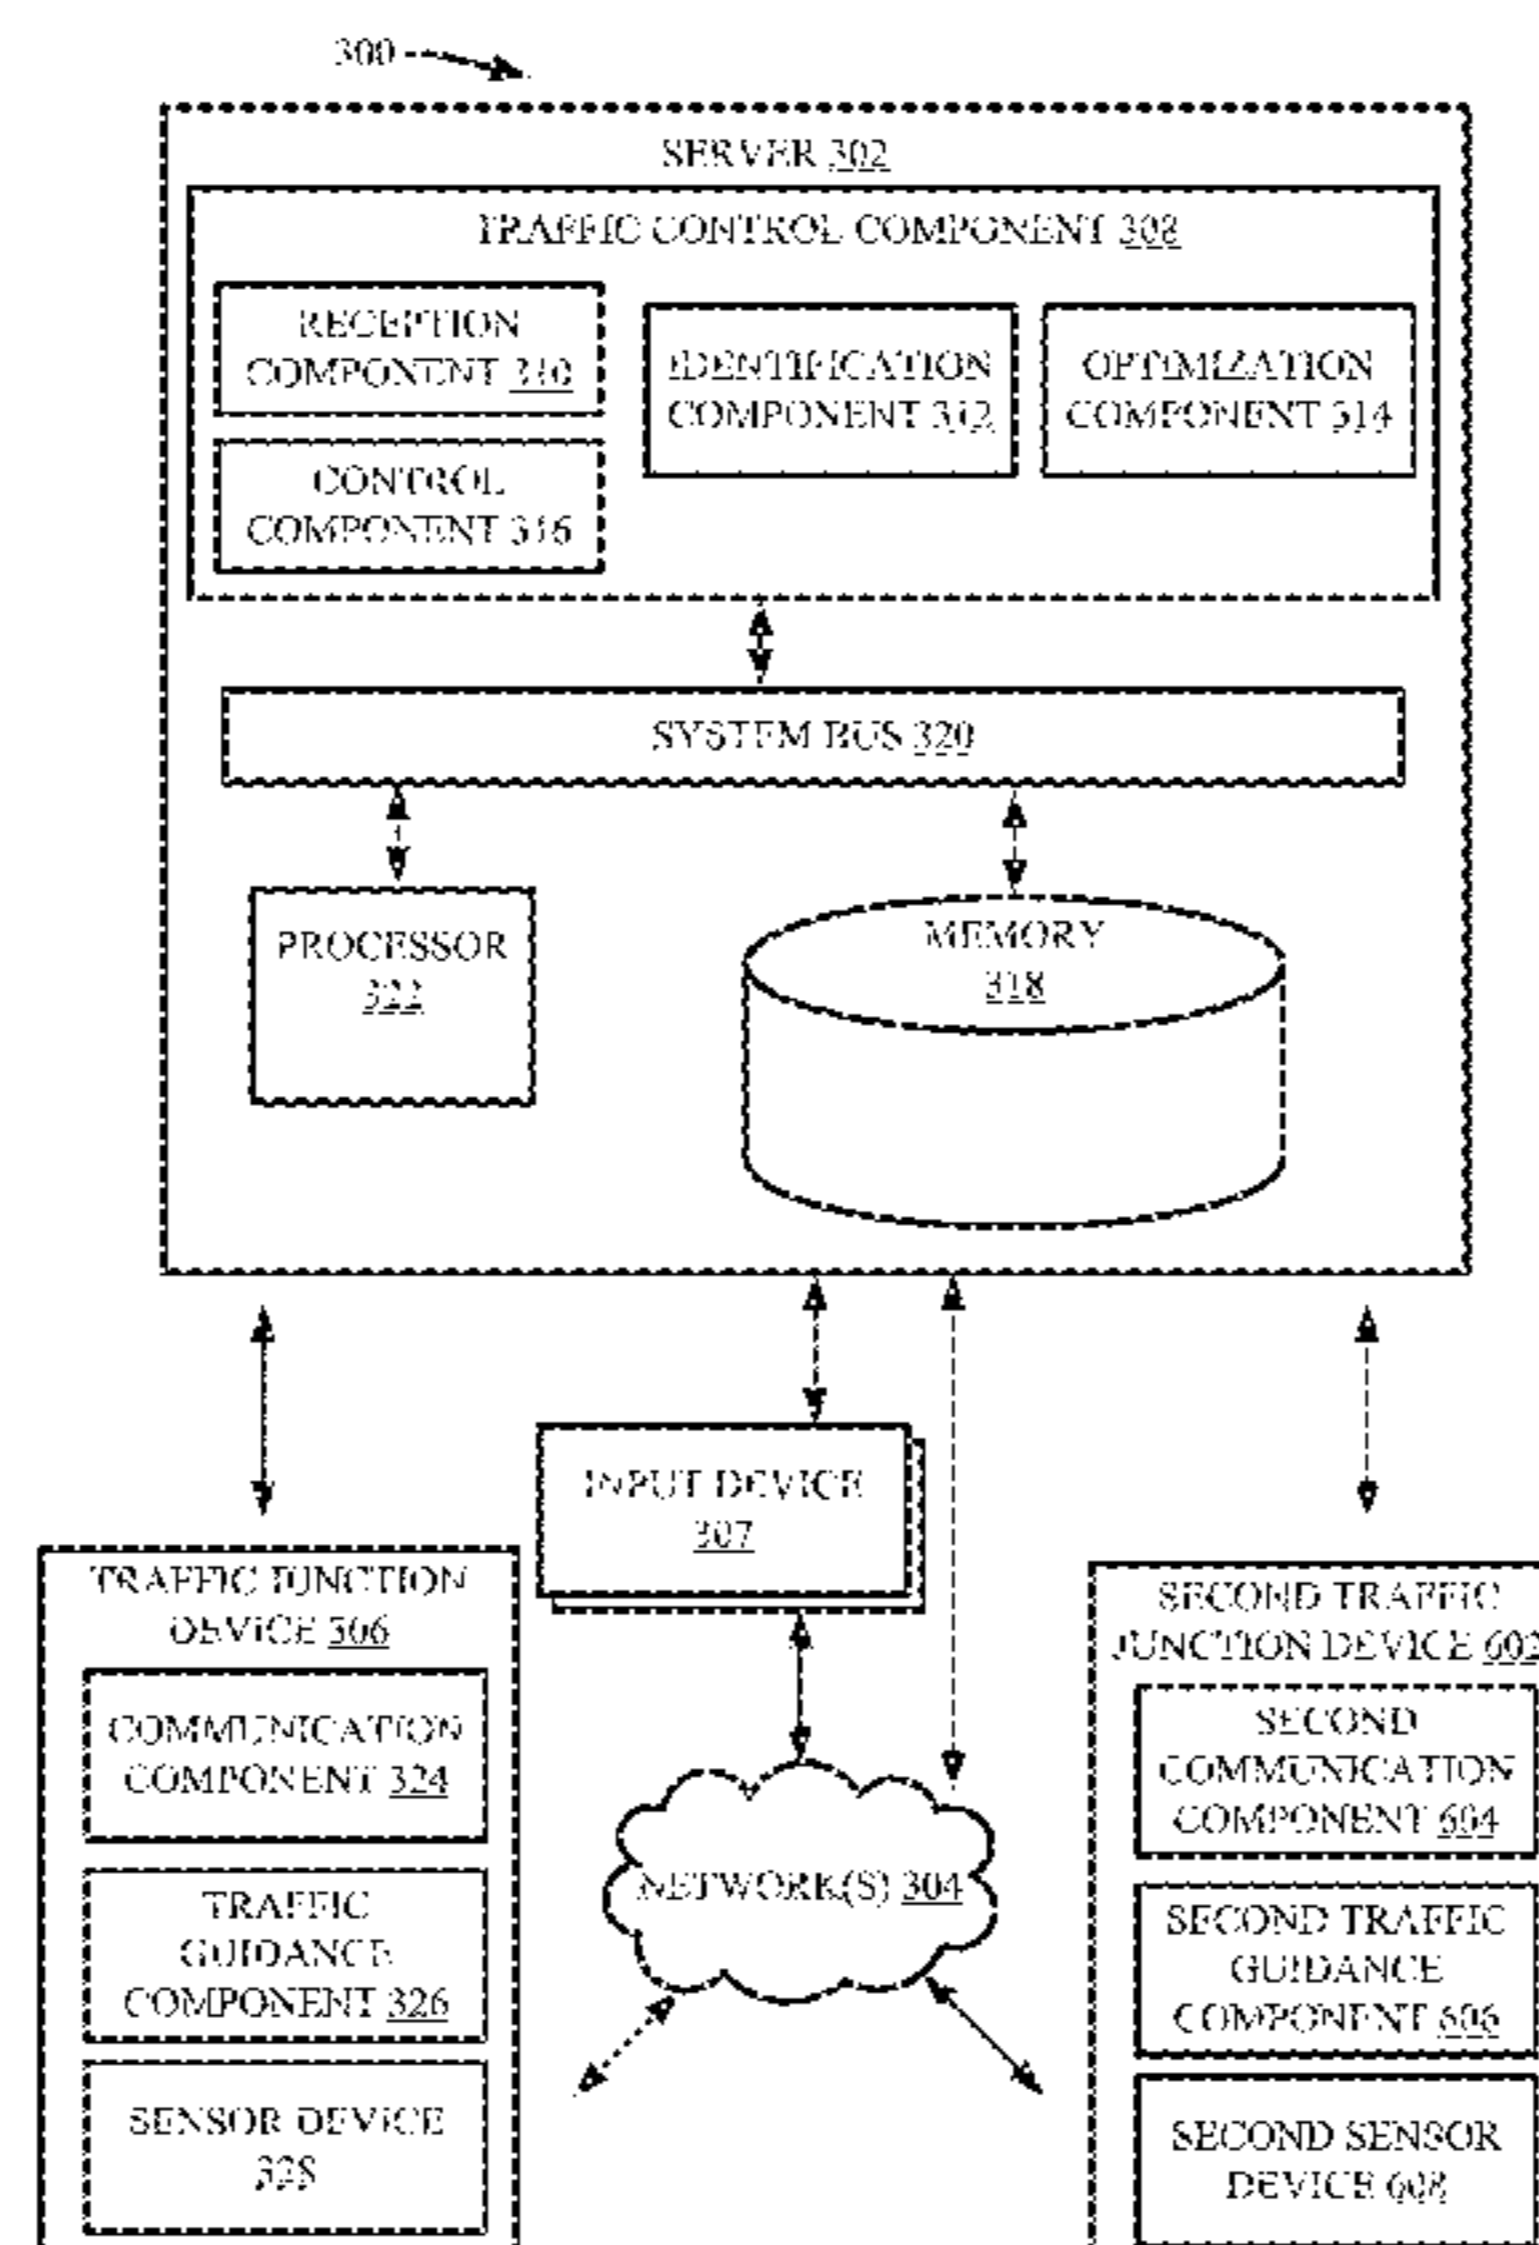 300
SERVER 302
TRAFFIC CONTROL COMPONENT 308
RECEPTION
COMPONENT 310
IDENTIFICATION
COMPONENT 312
OPTIMIZATION
COMPONENT 314
CONTROL
COMPONENT 316
SYSTEM BUS 320
PROCESSOR
322
MEMORY
318
INPUT DEVICE
307
TRAFFIC JUNCTION
DEVICE 306
COMMUNICATION
COMPONENT 324
TRAFFIC
GUIDANCE
COMPONENT 326
SENSOR DEVICE
328
NETWORK(S) 304
SECOND TRAFFIC
JUNCTION DEVICE 602
SECOND
COMMUNICATION
COMPONENT 604
SECOND TRAFFIC
GUIDANCE
COMPONENT 606
SECOND SENSOR
DEVICE 608